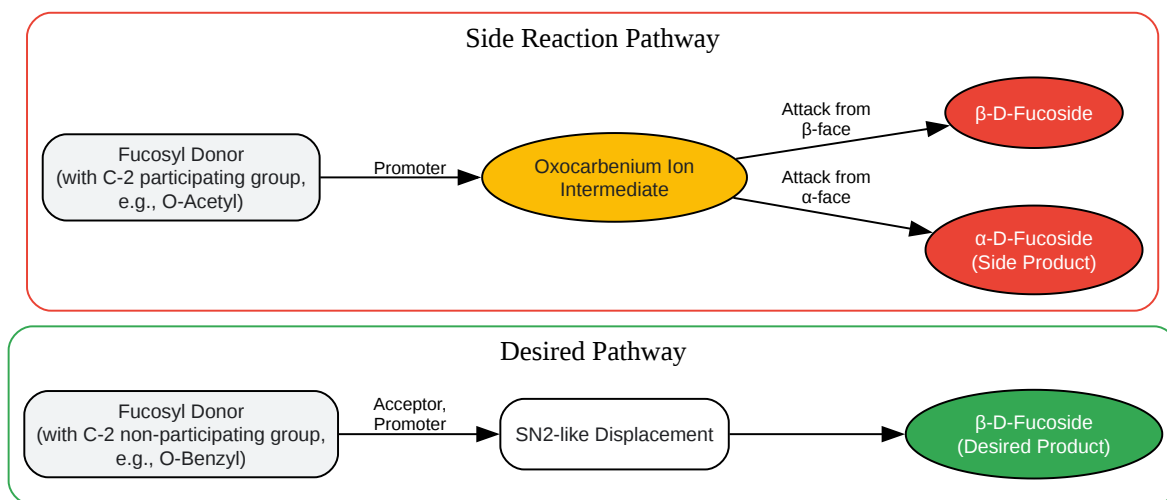 Side Reaction Pathway
Fucosyl Donor
(with C-2 participating group,
e.g., O-Acetyl)
Promoter
Oxocarbenium Ion
Intermediate
Attack from
β-face
β-D-Fucoside
Attack from
α-face
α-D-Fucoside
(Side Product)
Desired Pathway
Fucosyl Donor
(with C-2 non-participating group,
e.g., O-Benzyl)
Acceptor,
Promoter
SN2-like Displacement
β-D-Fucoside
(Desired Product)